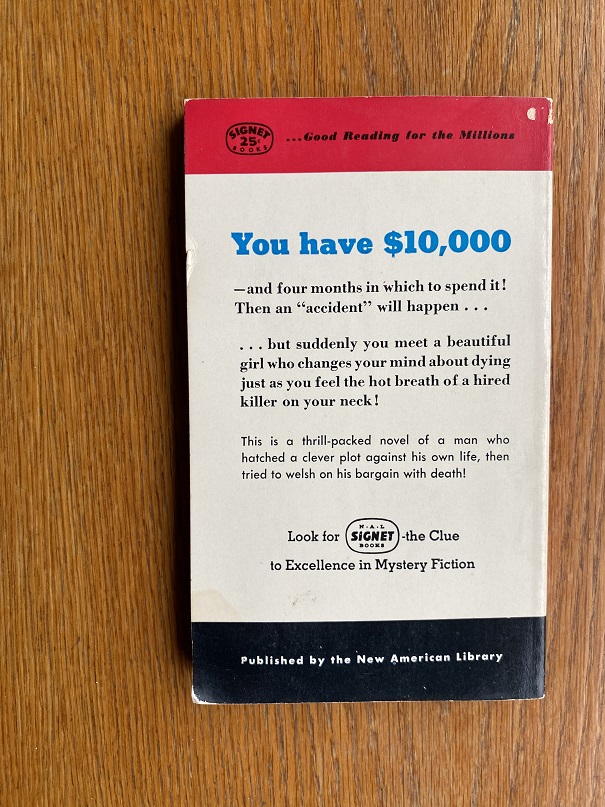 SIGNET
25¢
BOOKS
...Good Reading for the Millions
You have $10,000
—and four months in which to spend it!
Then an “accident” will happen . . .
. . . but suddenly you meet a beautiful
girl who changes your mind about dying
just as you feel the hot breath of a hired
killer on your neck!
This is a thrill-packed novel of a man who
hatched a clever plot against his own life, then
tried to welsh on his bargain with death!
Look for N·A·L SIGNET BOOKS -the Clue
to Excellence in Mystery Fiction
Published by the New American Library